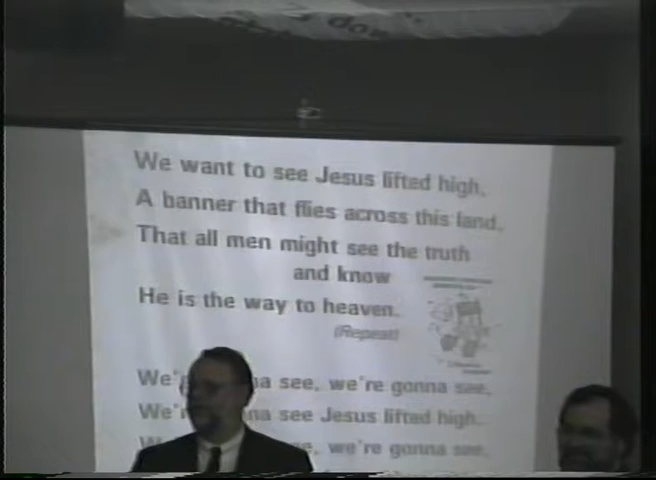 We want to see Jesus lifted high,
A banner that flies across this land,
That all men might see the truth
and know
He is the way to heaven.
(Repeat)
see, we're gonna see,
see Jesus lifted high.
we're gonna see,